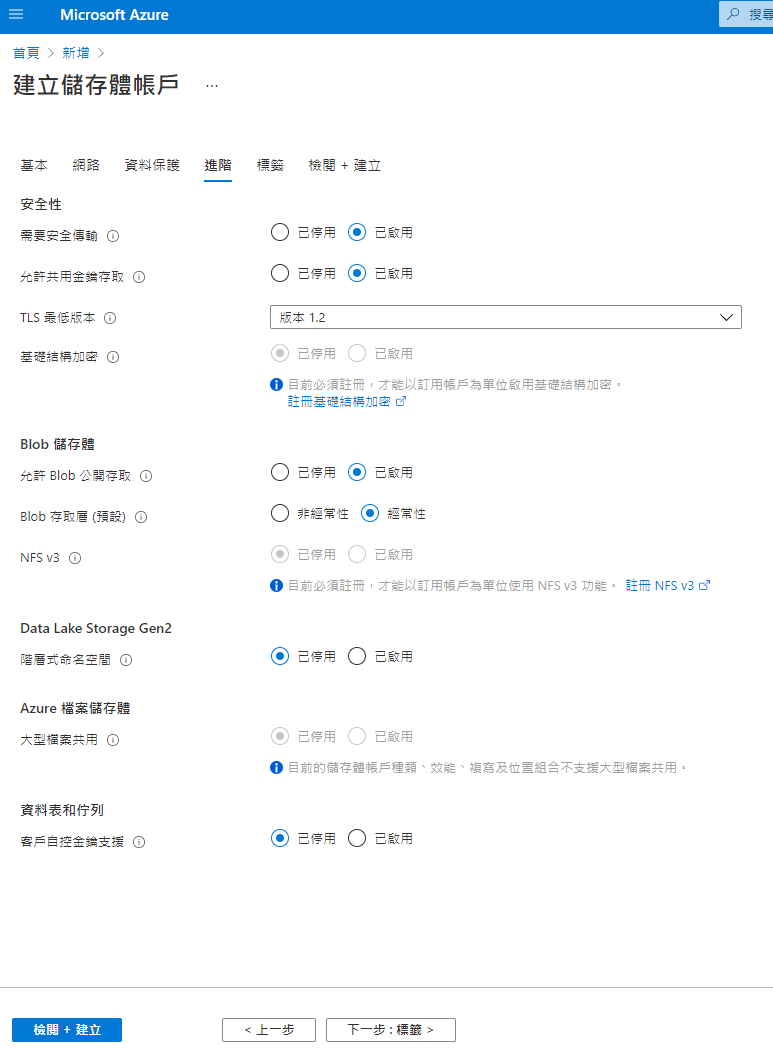 Microsoft Azure
搜尋
首頁 > 新增 >
建立儲存體帳戶 ...
基本 網路 資料保護 進階 標籤 檢閱 + 建立
安全性
需要安全傳輸 已停用 已啟用
允許共用金鑰存取 已停用 已啟用
TLS 最低版本 版本 1.2
基礎結構加密 已停用 已啟用
目前必須註冊，才能以訂用帳戶為單位啟用基礎結構加密。
註冊基礎結構加密
Blob 儲存體
允許 Blob 公開存取 已停用 已啟用
Blob 存取層 (預設) 非經常性 經常性
NFS v3 已停用 已啟用
目前必須註冊，才能以訂用帳戶為單位使用 NFS v3 功能。 註冊 NFS v3
Data Lake Storage Gen2
階層式命名空間 已停用 已啟用
Azure 檔案儲存體
大型檔案共用 已停用 已啟用
目前的儲存體帳戶種類、效能、複寫及位置組合不支援大型檔案共用。
資料表和佇列
客戶自控金鑰支援 已停用 已啟用
檢閱 + 建立 < 上一步 下一步 : 標籤 >